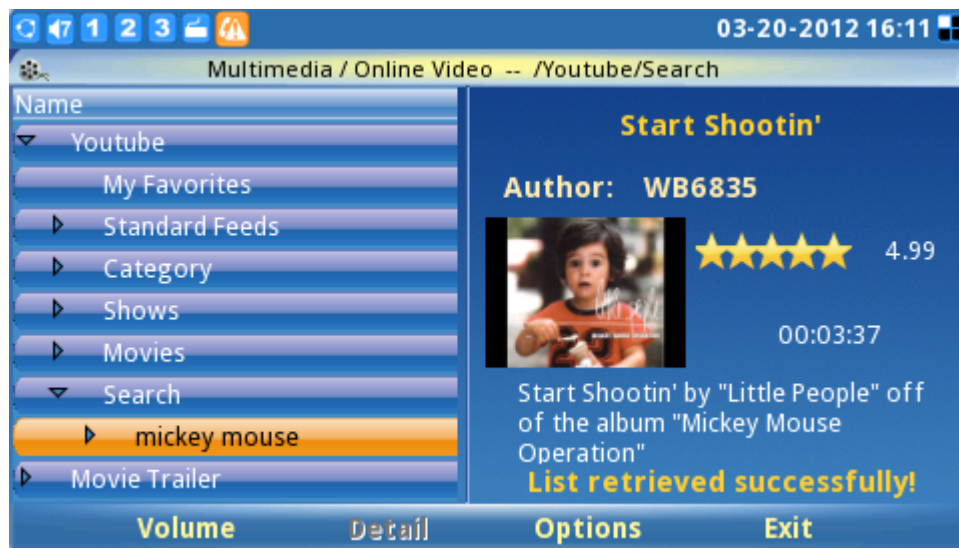 7 1 2 3 03-20-2012 16:11
Multimedia / Online Video -- /Youtube/Search
Name
Youtube
My Favorites
Standard Feeds
Category
Shows
Movies
Search
mickey mouse
Movie Trailer
Start Shootin'
Author: WB6835
4.99
00:03:37
Start Shootin' by "Little People" off
of the album "Mickey Mouse
Operation"
List retrieved successfully!
Volume Detail Options Exit